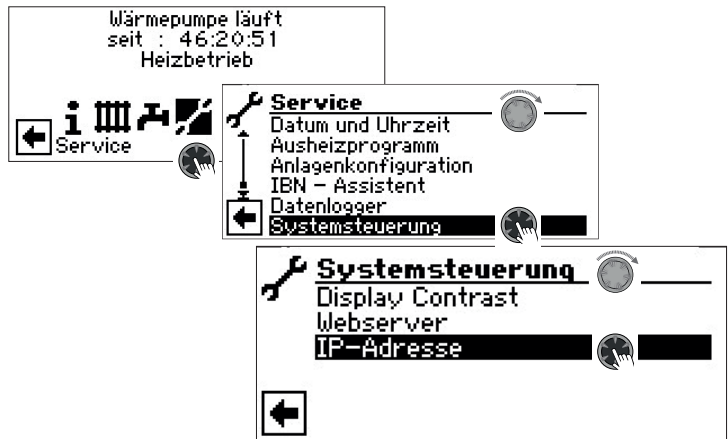 Wärmepumpe läuft
seit : 46:20:51
Heizbetrieb
Service
Service
Datum und Uhrzeit
Ausheizprogramm
Anlagenkonfiguration
IBN - Assistent
Datenlogger
Systemsteuerung
Systemsteuerung
Display Contrast
Webserver
IP-Adresse